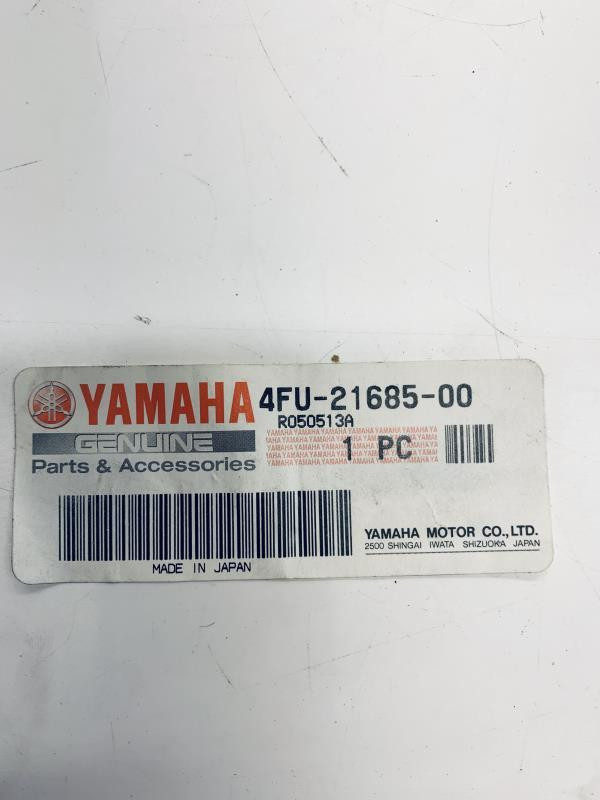 YAMAHA 4FU-21685-00
GENUINE R050513A
Parts & Accessories 1 PC
YAMAHA MOTOR CO.,LTD.
2500 SHINGAI IWATA SHIZUOKA JAPAN
MADE IN JAPAN